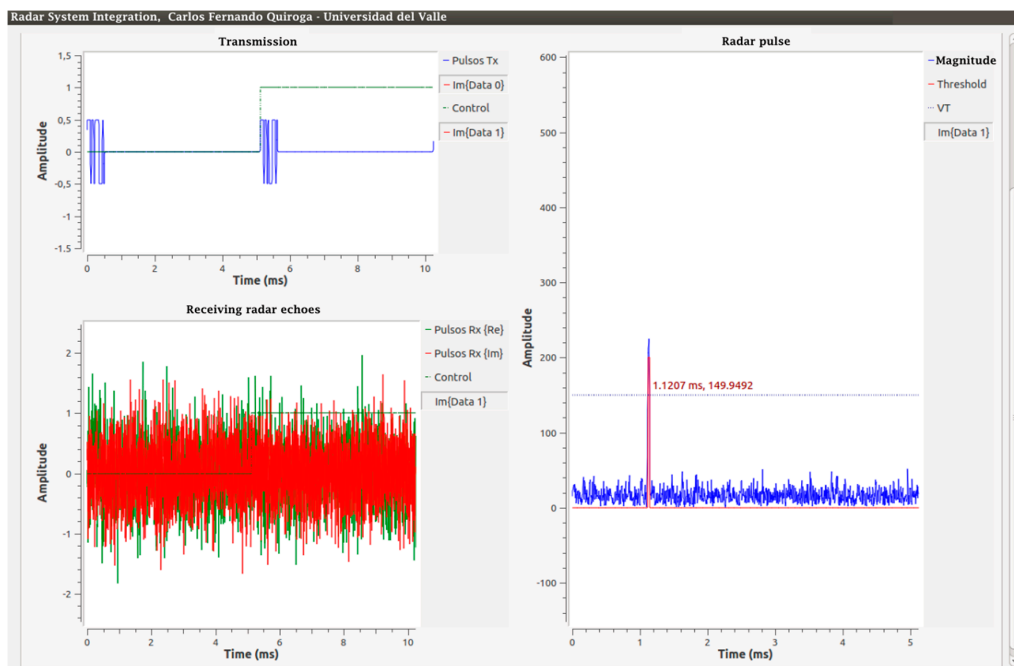 Radar System Integration,  Carlos Fernando Quiroga - Universidad del Valle
Transmission
1,5
1
0,5
0
-0,5
-1
-1.5
Amplitude
0
2
4
6
8
10
Time (ms)
Pulsos Tx
Im{Data 0}
Control
Im{Data 1}
Receiving radar echoes
2
1
0
-1
-2
Amplitude
0
2
4
6
8
10
Time (ms)
Pulsos Rx {Re}
Pulsos Rx {Im}
Control
Im{Data 1}
Radar pulse
600
500
400
300
200
100
0
-100
Amplitude
1.1207 ms, 149.9492
0
1
2
3
4
5
Time (ms)
Magnitude
Threshold
VT
Im{Data 1}